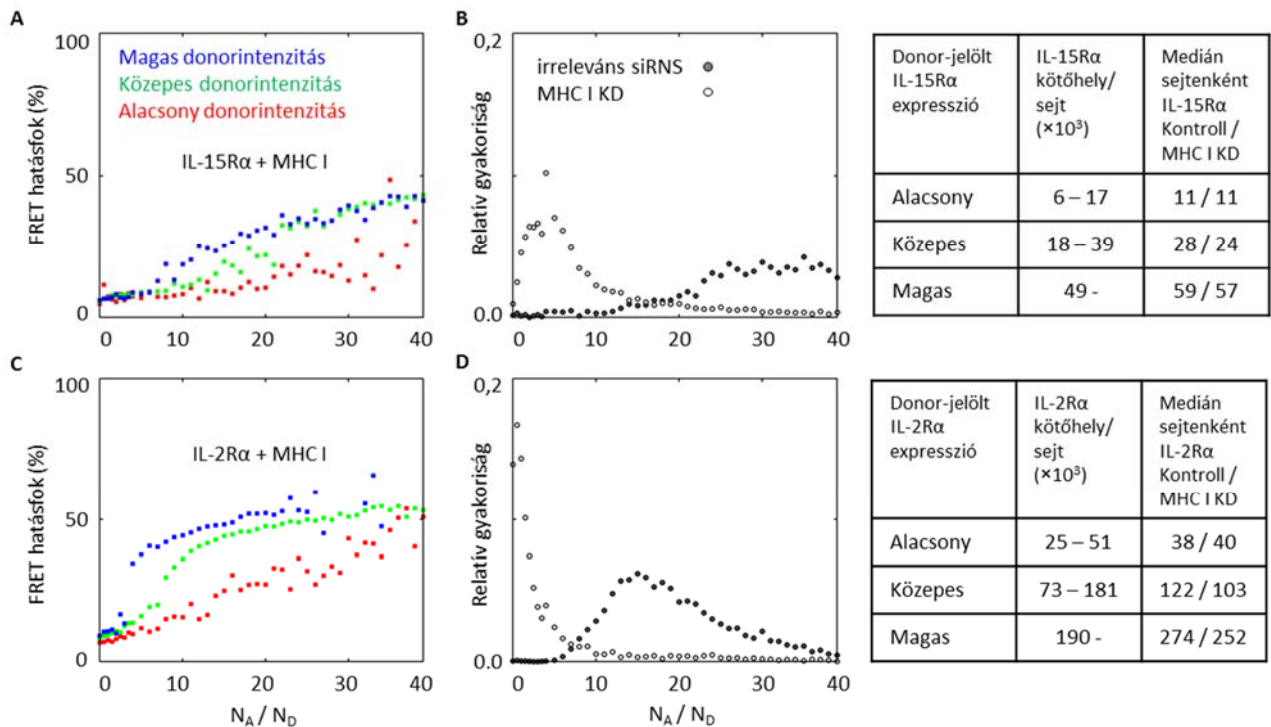 A
100
50
0
FRET hatásfok (%)
Magas donorintenzitás
Közepes donorintenzitás
Alacsony donorintenzitás
IL-15Rα + MHC I
0 10 20 30 40
B
0,2
0.0
Relatív gyakoriság
irreleváns siRNS
MHC I KD
0 10 20 30 40
Donor-jelölt
IL-15Rα
expresszió
IL-15Rα
kötőhely/
sejt
(×10³)
Medián
sejtenként
IL-15Rα
Kontroll /
MHC I KD
Alacsony 6 – 17 11 / 11
Közepes 18 – 39 28 / 24
Magas 49 - 59 / 57
C
100
50
0
FRET hatásfok (%)
IL-2Rα + MHC I
0 10 20 30 40
N_A / N_D
D
0,2
0.0
Relatív gyakoriság
0 10 20 30 40
N_A / N_D
Donor-jelölt
IL-2Rα
expresszió
IL-2Rα
kötőhely/
sejt
(×10³)
Medián
sejtenként
IL-2Rα
Kontroll /
MHC I KD
Alacsony 25 – 51 38 / 40
Közepes 73 – 181 122 / 103
Magas 190 - 274 / 252